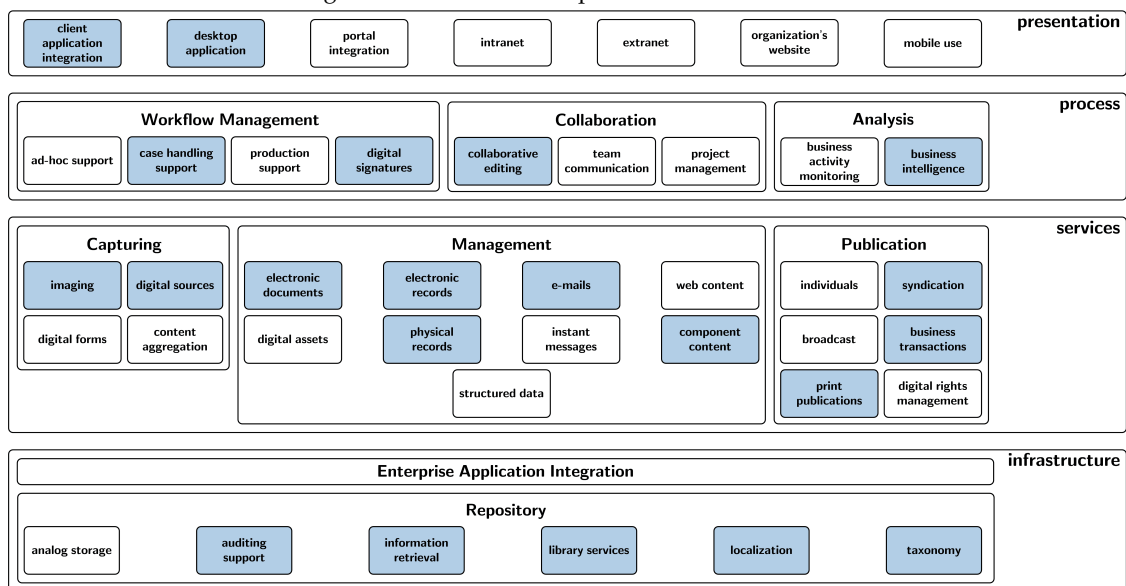 presentation
client
application
integration
desktop
application
portal
integration
intranet
extranet
organization's
website
mobile use
process
Workflow Management
ad-hoc support
case handling
support
production
support
digital
signatures
Collaboration
collaborative
editing
team
communication
project
management
Analysis
business
activity
monitoring
business
intelligence
services
Capturing
imaging
digital sources
digital forms
content
aggregation
Management
electronic
documents
electronic
records
e-mails
web content
digital assets
physical
records
instant
messages
component
content
structured data
Publication
individuals
syndication
broadcast
business
transactions
print
publications
digital rights
management
infrastructure
Enterprise Application Integration
Repository
analog storage
auditing
support
information
retrieval
library services
localization
taxonomy